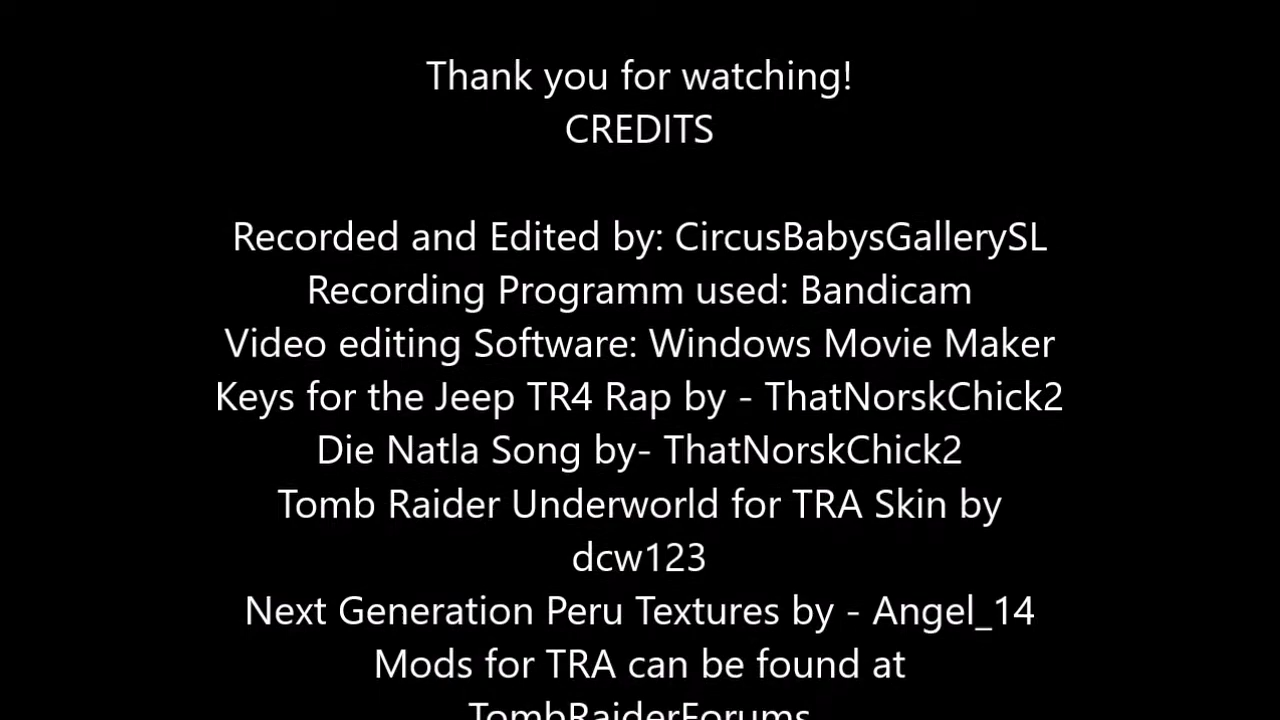 Thank you for watching!
CREDITS
Recorded and Edited by: CircusBabysGallerySL
Recording Programm used: Bandicam
Video editing Software: Windows Movie Maker
Keys for the Jeep TR4 Rap by - ThatNorskChick2
Die Natla Song by- ThatNorskChick2
Tomb Raider Underworld for TRA Skin by
dcw123
Next Generation Peru Textures by - Angel_14
Mods for TRA can be found at
TombRaiderForums